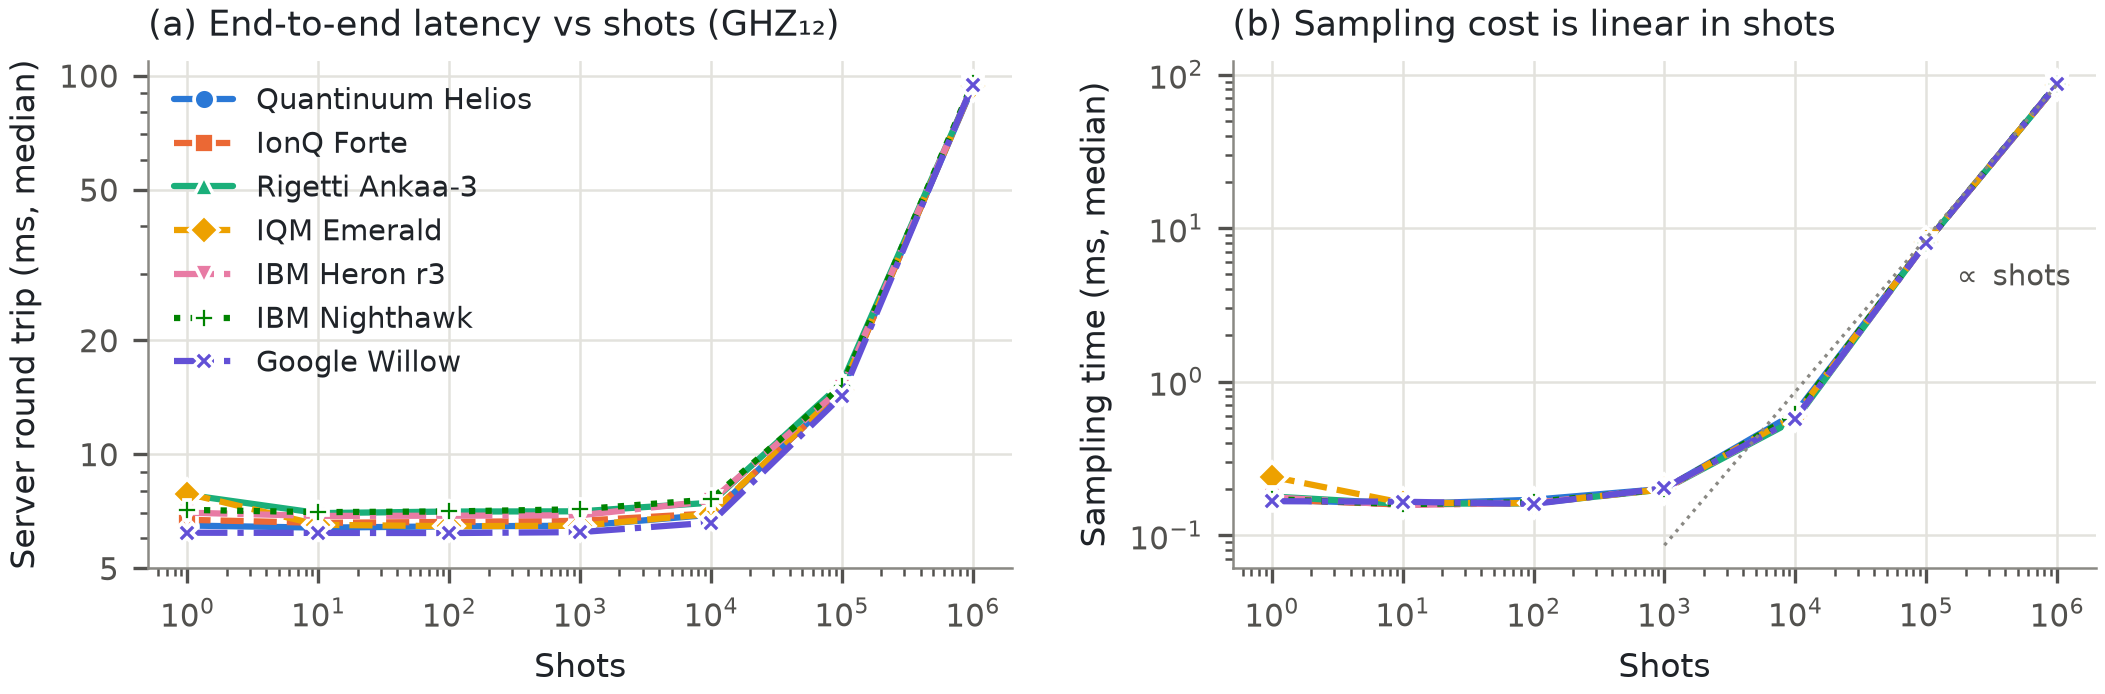 (a) End-to-end latency vs shots (GHZ₁₂)
Server round trip (ms, median)
100
50
20
10
5
Quantinuum Helios
IonQ Forte
Rigetti Ankaa-3
IQM Emerald
IBM Heron r3
IBM Nighthawk
Google Willow
10⁰ 10¹ 10² 10³ 10⁴ 10⁵ 10⁶
Shots
(b) Sampling cost is linear in shots
Sampling time (ms, median)
10²
10¹
10⁰
10⁻¹
∝ shots
10⁰ 10¹ 10² 10³ 10⁴ 10⁵ 10⁶
Shots